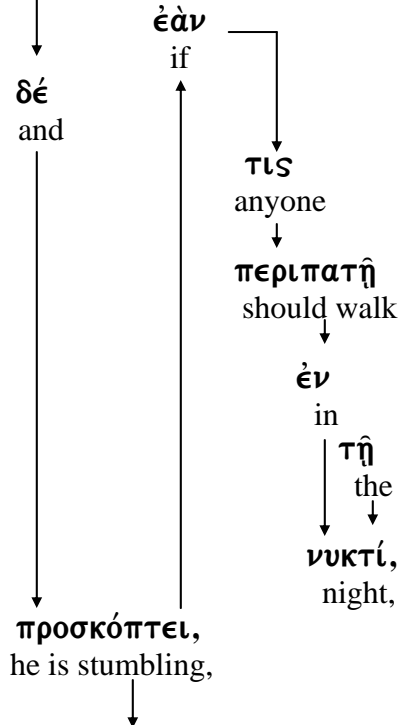 ἐὰν
if
δέ
and
τις
anyone
περιπατῇ
should walk
ἐν
in
τῇ
the
νυκτί,
night,
προσκόπτει,
he is stumbling,